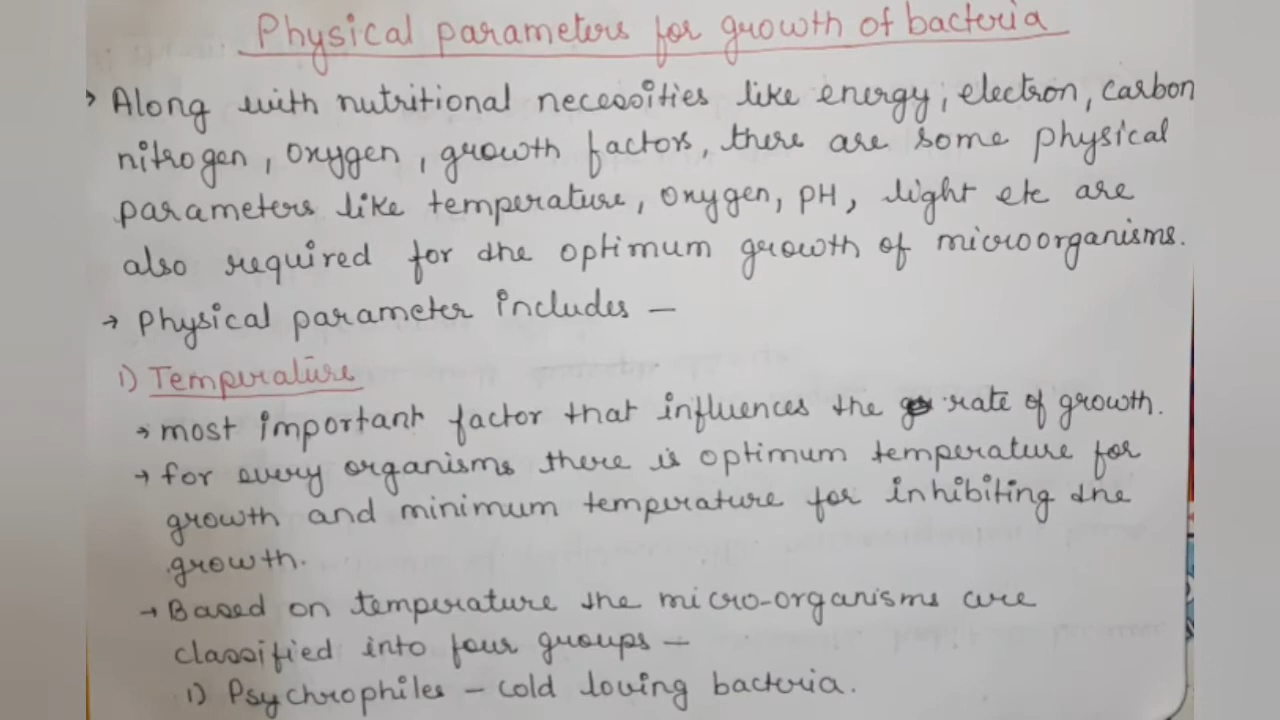 Physical parameters for growth of bacteria
→ Along with nutritional necessities like energy, electron, carbon
nitrogen, oxygen, growth factors, there are some physical
parameters like temperature, oxygen, PH, light etc are
also required for the optimum growth of microorganisms.
→ Physical parameter includes –
1) Temperature
→ most important factor that influences the rate of growth.
→ for every organisms there is optimum temperature for
growth and minimum temperature for inhibiting the
growth.
→ Based on temperature the micro-organisms are
classified into four groups –
1) Psychrophiles – cold loving bacteria.